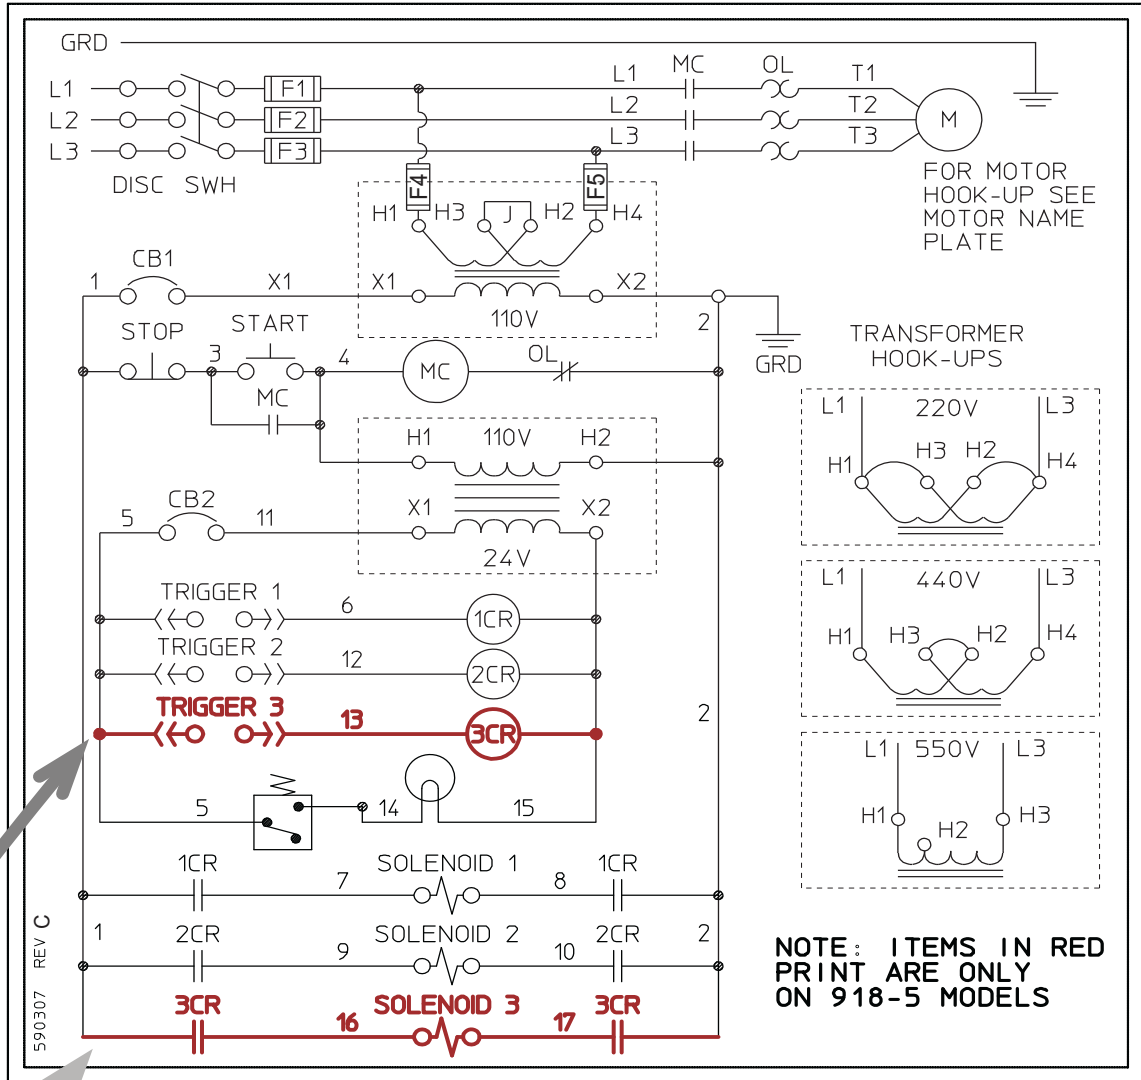 GRD
L1 F1 L1 MC OL T1
L2 F2 L2 T2 M
L3 F3 L3 T3
DISC SWH F4 F5
FOR MOTOR
HOOK-UP SEE
MOTOR NAME
PLATE
H1 H3 J H2 H4
CB1
1 X1 X1 X2
110V 2
STOP START
GRD
3 4 MC OL
MC
TRANSFORMER
HOOK-UPS
L1 220V L3
H1 H3 H2 H4
H1 110V H2
CB2
5 11 X1 X2
24V
L1 440V L3
H1 H3 H2 H4
TRIGGER 1 6 1CR
TRIGGER 2 12 2CR
TRIGGER 3 13 3CR
2
L1 550V L3
H1 H2 H3
5 14 15
1CR 7 SOLENOID 1 8 1CR
1 2CR 9 SOLENOID 2 10 2CR 2
3CR 16 SOLENOID 3 17 3CR
NOTE: ITEMS IN RED
PRINT ARE ONLY
ON 918-5 MODELS
590307 REV C